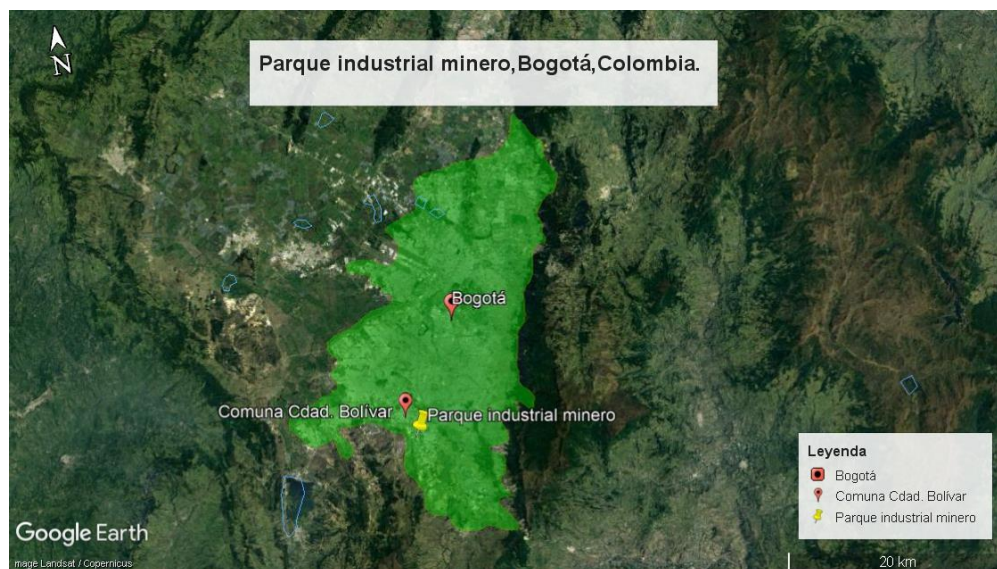 N
Parque industrial minero,Bogotá,Colombia.
Bogotá
Comuna Cdad. Bolívar
Parque industrial minero
Leyenda
Bogotá
Comuna Cdad. Bolívar
Parque industrial minero
Google Earth
mage Landsat / Copernicus
20 km